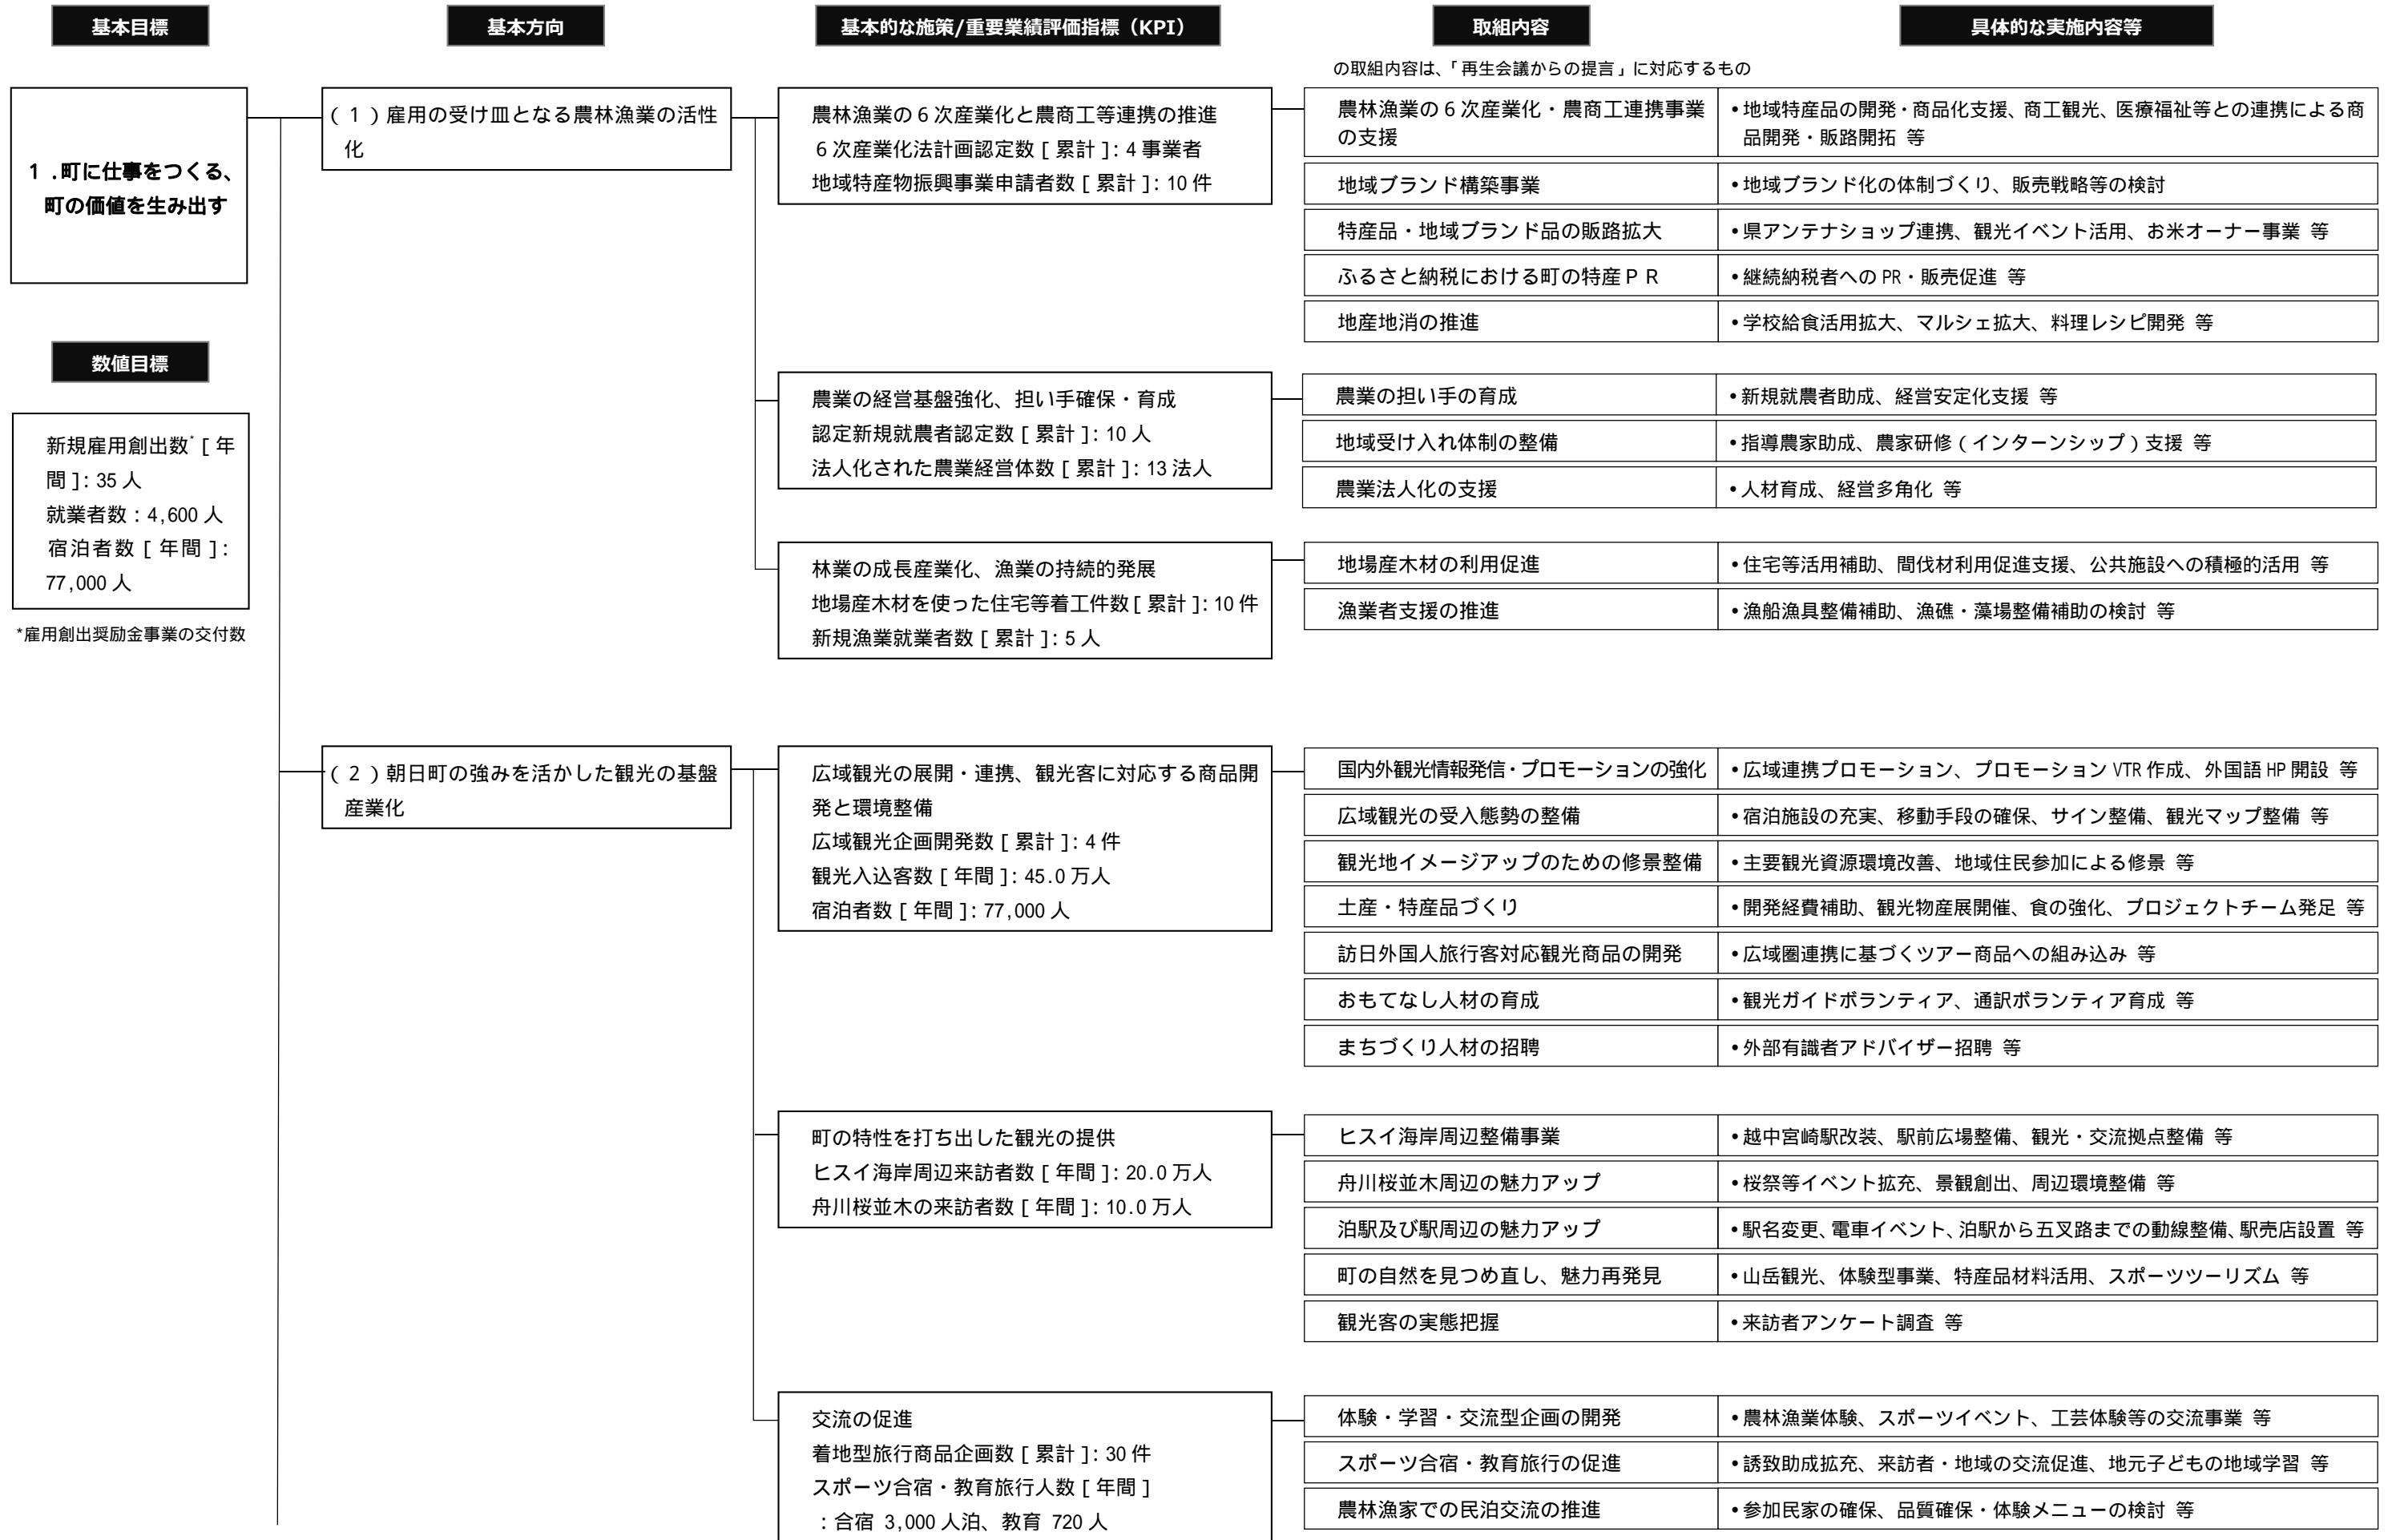 基本目標
基本方向
基本的な施策/重要業績評価指標（KPI）
取組内容
具体的な実施内容等
の取組内容は、「再生会議からの提言」に対応するもの
1．町に仕事をつくる、
町の価値を生み出す
数値目標
新規雇用創出数*［年
間］：35人
就業者数：4,600人
宿泊者数［年間］：
77,000人
*雇用創出奨励金事業の交付数
（1）雇用の受け皿となる農林漁業の活性
化
農林漁業の6次産業化と農商工等連携の推進
6次産業化法計画認定数［累計］：4事業者
地域特産物振興事業申請者数［累計］：10件
農林漁業の6次産業化・農商工連携事業
の支援
•地域特産品の開発・商品化支援、商工観光、医療福祉等との連携による商
品開発・販路開拓 等
地域ブランド構築事業
•地域ブランド化の体制づくり、販売戦略等の検討
特産品・地域ブランド品の販路拡大
•県アンテナショップ連携、観光イベント活用、お米オーナー事業 等
ふるさと納税における町の特産ＰＲ
•継続納税者へのPR・販売促進 等
地産地消の推進
•学校給食活用拡大、マルシェ拡大、料理レシピ開発 等
農業の経営基盤強化、担い手確保・育成
認定新規就農者認定数［累計］：10人
法人化された農業経営体数［累計］：13法人
農業の担い手の育成
•新規就農者助成、経営安定化支援 等
地域受け入れ体制の整備
•指導農家助成、農家研修（インターンシップ）支援 等
農業法人化の支援
•人材育成、経営多角化 等
林業の成長産業化、漁業の持続的発展
地場産木材を使った住宅等着工件数［累計］：10件
新規漁業就業者数［累計］：5人
地場産木材の利用促進
•住宅等活用補助、間伐材利用促進支援、公共施設への積極的活用 等
漁業者支援の推進
•漁船漁具整備補助、漁礁・藻場整備補助の検討 等
（2）朝日町の強みを活かした観光の基盤
産業化
広域観光の展開・連携、観光客に対応する商品開
発と環境整備
広域観光企画開発数［累計］：4件
観光入込客数［年間］：45.0万人
宿泊者数［年間］：77,000人
国内外観光情報発信・プロモーションの強化
•広域連携プロモーション、プロモーションVTR作成、外国語HP開設 等
広域観光の受入態勢の整備
•宿泊施設の充実、移動手段の確保、サイン整備、観光マップ整備 等
観光地イメージアップのための修景整備
•主要観光資源環境改善、地域住民参加による修景 等
土産・特産品づくり
•開発経費補助、観光物産展開催、食の強化、プロジェクトチーム発足 等
訪日外国人旅行客対応観光商品の開発
•広域圏連携に基づくツアー商品への組み込み 等
おもてなし人材の育成
•観光ガイドボランティア、通訳ボランティア育成 等
まちづくり人材の招聘
•外部有識者アドバイザー招聘 等
町の特性を打ち出した観光の提供
ヒスイ海岸周辺来訪者数［年間］：20.0万人
舟川桜並木の来訪者数［年間］：10.0万人
ヒスイ海岸周辺整備事業
•越中宮崎駅改装、駅前広場整備、観光・交流拠点整備 等
舟川桜並木周辺の魅力アップ
•桜祭等イベント拡充、景観創出、周辺環境整備 等
泊駅及び駅周辺の魅力アップ
•駅名変更、電車イベント、泊駅から五叉路までの動線整備、駅売店設置 等
町の自然を見つめ直し、魅力再発見
•山岳観光、体験型事業、特産品材料活用、スポーツツーリズム 等
観光客の実態把握
•来訪者アンケート調査 等
交流の促進
着地型旅行商品企画数［累計］：30件
スポーツ合宿・教育旅行人数［年間］
：合宿 3,000人泊、教育 720人
体験・学習・交流型企画の開発
•農林漁業体験、スポーツイベント、工芸体験等の交流事業 等
スポーツ合宿・教育旅行の促進
•誘致助成拡充、来訪者・地域の交流促進、地元子どもの地域学習 等
農林漁家での民泊交流の推進
•参加民家の確保、品質確保・体験メニューの検討 等